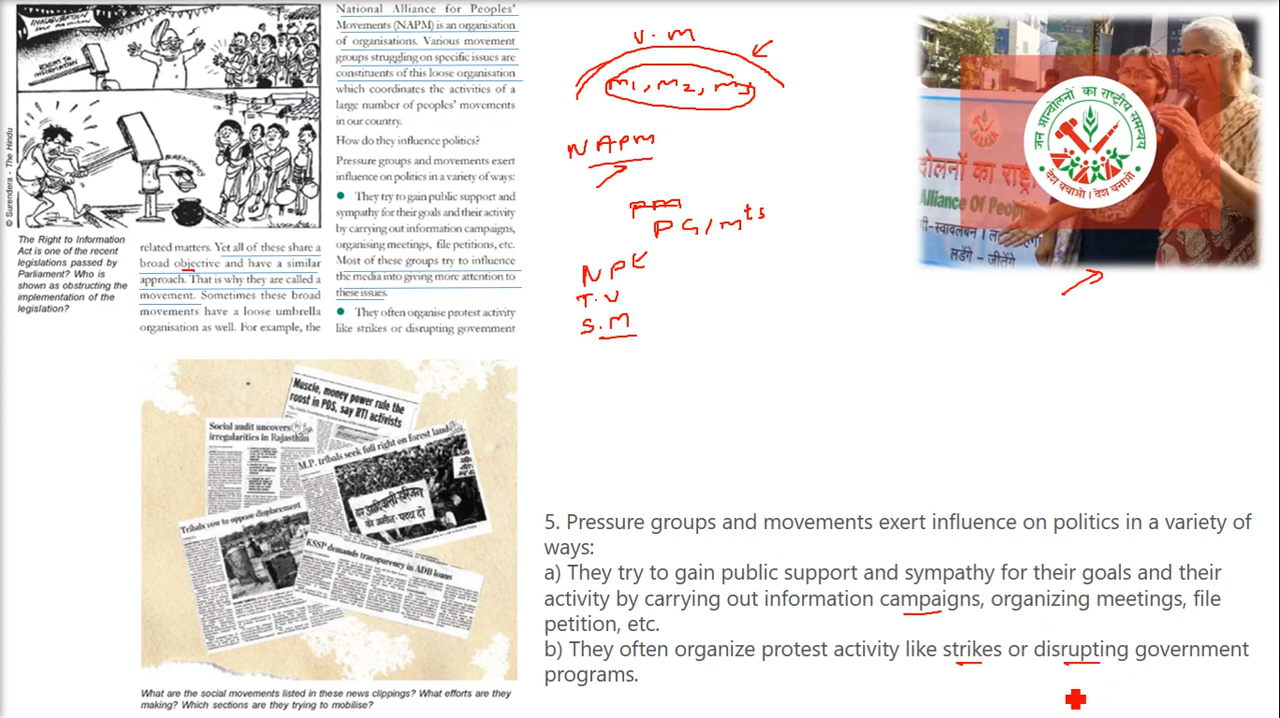 INAUGURATION
RIGHT TO INFORMATION
BUREAUCRACY
© Surendera - The Hindu
The Right to Information
Act is one of the recent
legislations passed by
Parliament? Who is
shown as obstructing the
implementation of the
legislation?
related matters. Yet all of these share a
broad objective and have a similar
approach. That is why they are called a
movement. Sometimes these broad
movements have a loose umbrella
organisation as well. For example, the
National Alliance for Peoples’
Movements (NAPM) is an organisation
of organisations. Various movement
groups struggling on specific issues are
constituents of this loose organisation
which coordinates the activities of a
large number of peoples’ movements
in our country.
How do they influence politics?
Pressure groups and movements exert
influence on politics in a variety of ways:
● They try to gain public support and
sympathy for their goals and their activity
by carrying out information campaigns,
organising meetings, file petitions, etc.
Most of these groups try to influence
the media into giving more attention to
these issues.
● They often organise protest activity
like strikes or disrupting government
Muscle, money power rule the
roost in PDS, say RTI activists
Social audit uncovers
irregularities in Rajasthan
M.P. tribals seek full right on forest land
Tribals vow to oppose displacement
KSSP demands transparency in ADB loans
What are the social movements listed in these news clippings? What efforts are they
making? Which sections are they trying to mobilise?
U.M
M1, M2, M3
NAPM
PM
PG/Mts
NPE
T.V
S.M
जन आन्दोलनों का राष्ट्रीय समन्वय
देश बचाओ। देश बनाओ।
दोलनों का राष्ट्री
Alliance Of Peop
लडेंगे - जीतेंगे
5. Pressure groups and movements exert influence on politics in a variety of
ways:
a) They try to gain public support and sympathy for their goals and their
activity by carrying out information campaigns, organizing meetings, file
petition, etc.
b) They often organize protest activity like strikes or disrupting government
programs.